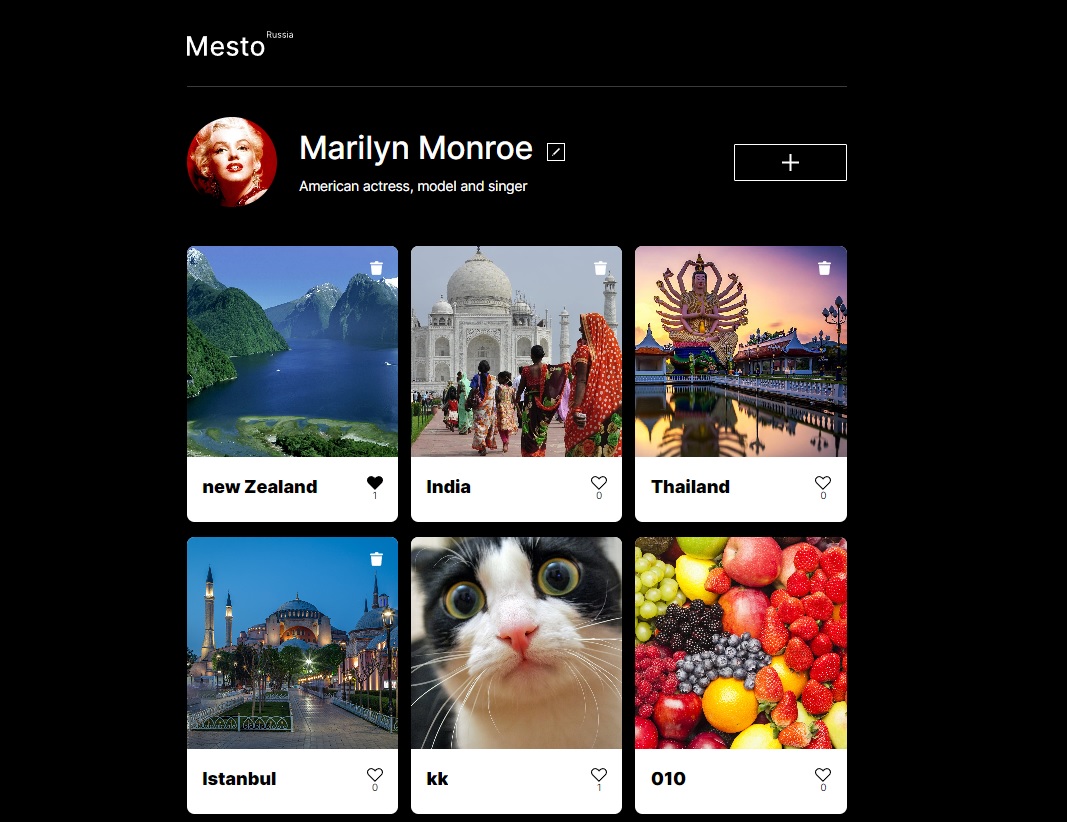 Mesto Russia
Marilyn Monroe
American actress, model and singer
new Zealand
1
India
0
Thailand
0
Istanbul
0
kk
1
010
0